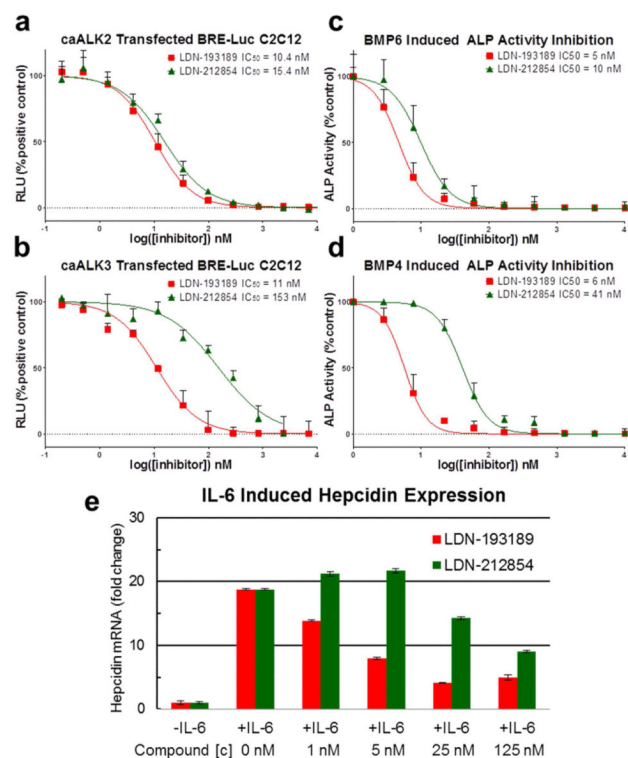 a
caALK2 Transfected BRE-Luc C2C12
LDN-193189 IC₅₀ = 10.4 nM
LDN-212854 IC₅₀ = 15.4 nM
RLU (%positive control)
100
50
0
-1 0 1 2 3 4
log([inhibitor]) nM
c
BMP6 Induced ALP Activity Inhibition
LDN-193189 IC50 = 5 nM
LDN-212854 IC50 = 10 nM
ALP Activity (%control)
100
50
0
0 1 2 3 4
log([inhibitor]) nM
b
caALK3 Transfected BRE-Luc C2C12
LDN-193189 IC₅₀ = 11 nM
LDN-212854 IC₅₀ = 153 nM
RLU (%positive control)
100
50
0
-1 0 1 2 3 4
log([inhibitor]) nM
d
BMP4 Induced ALP Activity Inhibition
LDN-193189 IC50 = 6 nM
LDN-212854 IC50 = 41 nM
ALP Activity (%control)
100
50
0
0 1 2 3 4
log([inhibitor]) nM
e
IL-6 Induced Hepcidin Expression
LDN-193189
LDN-212854
Hepcidin mRNA (fold change)
30
20
10
0
-IL-6 +IL-6 +IL-6 +IL-6 +IL-6 +IL-6
Compound [c] 0 nM 1 nM 5 nM 25 nM 125 nM